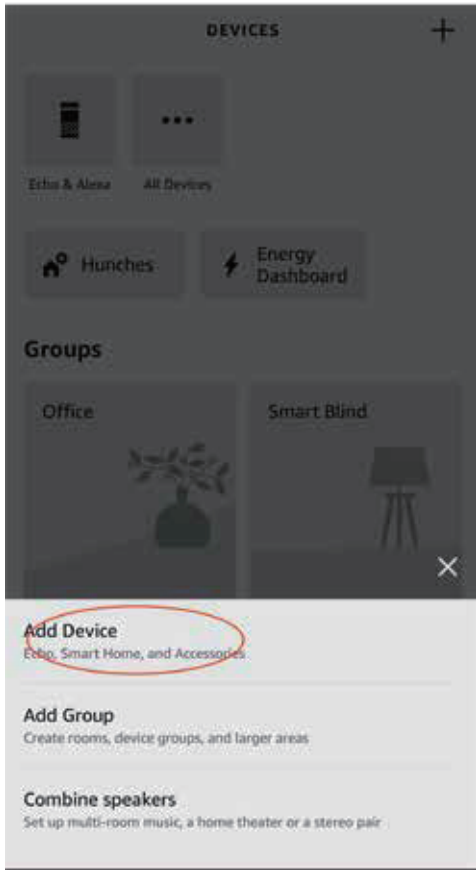 DEVICES
Echo & Alexa
All Devices
Hunches
Energy
Dashboard
Groups
Office
Smart Blind
Add Device
Echo, Smart Home, and Accessories
Add Group
Create rooms, device groups, and larger areas
Combine speakers
Set up multi-room music, a home theater or a stereo pair